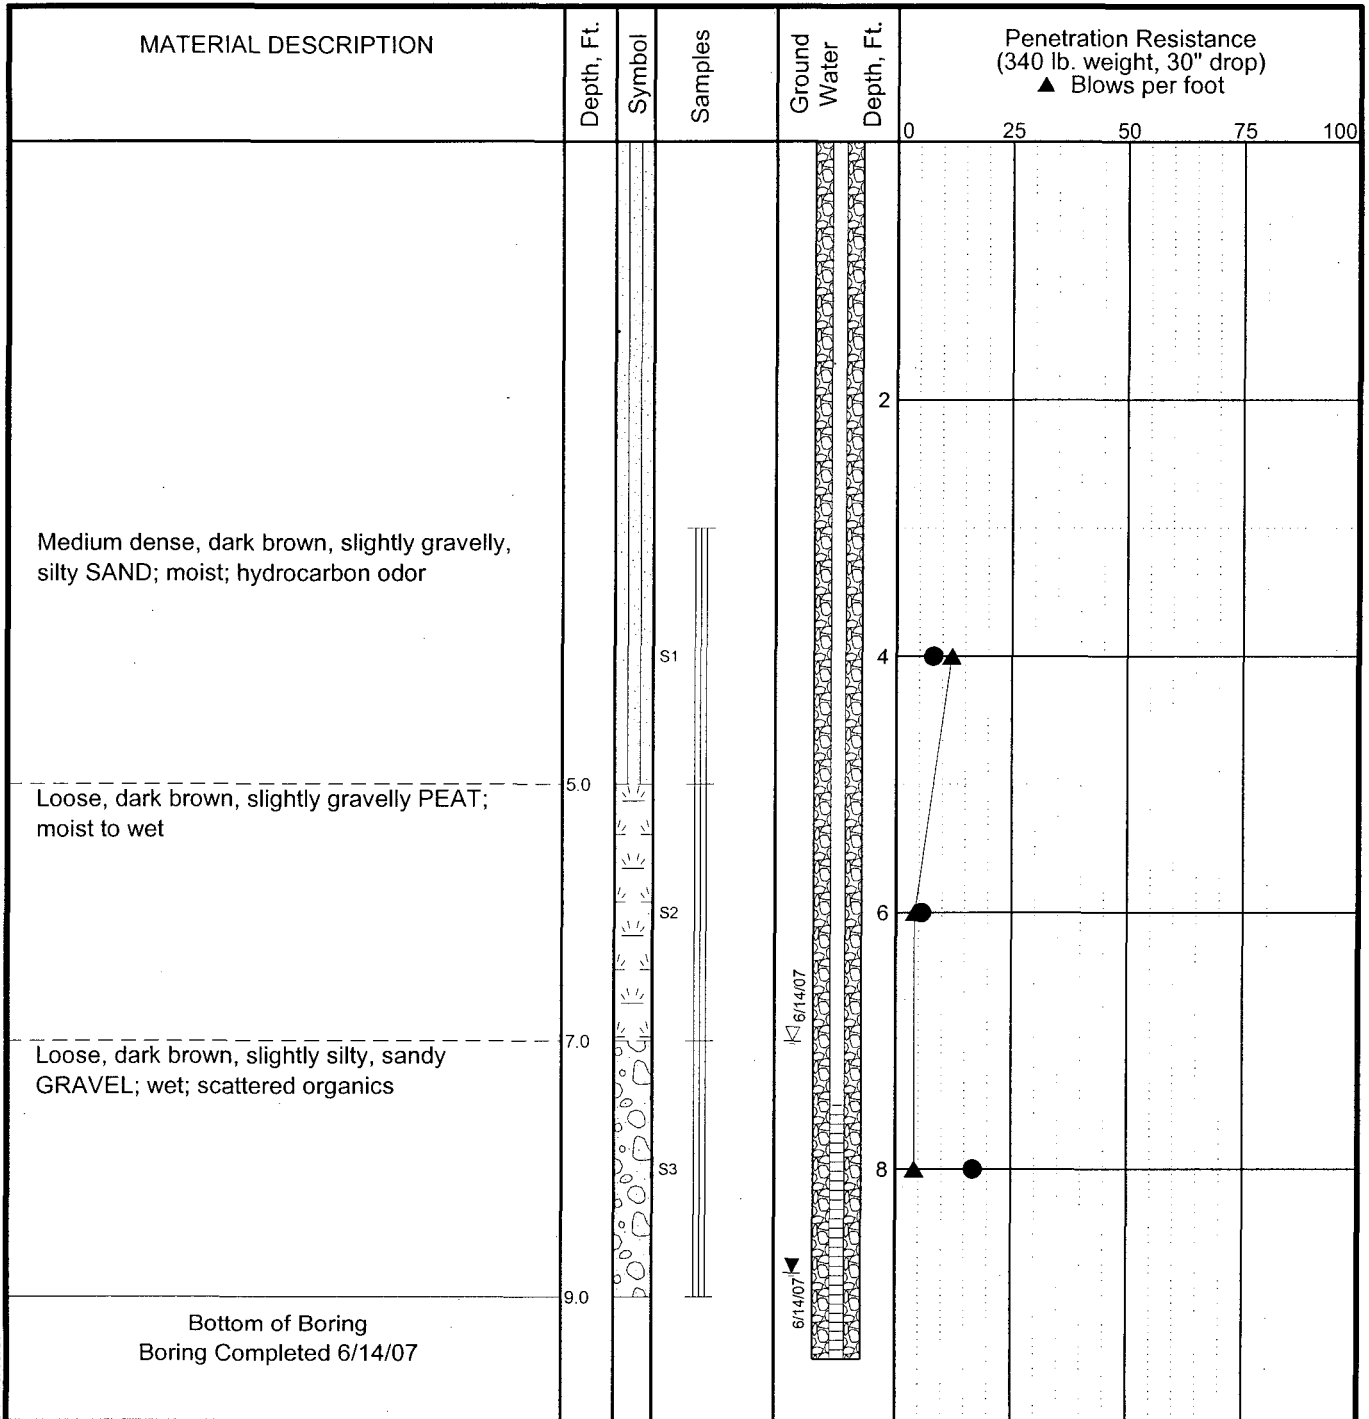 MATERIAL DESCRIPTION
Depth, Ft.
Symbol
Samples
Ground
Water
Depth, Ft.
Penetration Resistance
(340 lb. weight, 30" drop)
▲ Blows per foot
0 25 50 75 100
2
Medium dense, dark brown, slightly gravelly,
silty SAND; moist; hydrocarbon odor
S1
4
5.0
Loose, dark brown, slightly gravelly PEAT;
moist to wet
S2
6
6/14/07
7.0
Loose, dark brown, slightly silty, sandy
GRAVEL; wet; scattered organics
S3
8
6/14/07
9.0
Bottom of Boring
Boring Completed 6/14/07